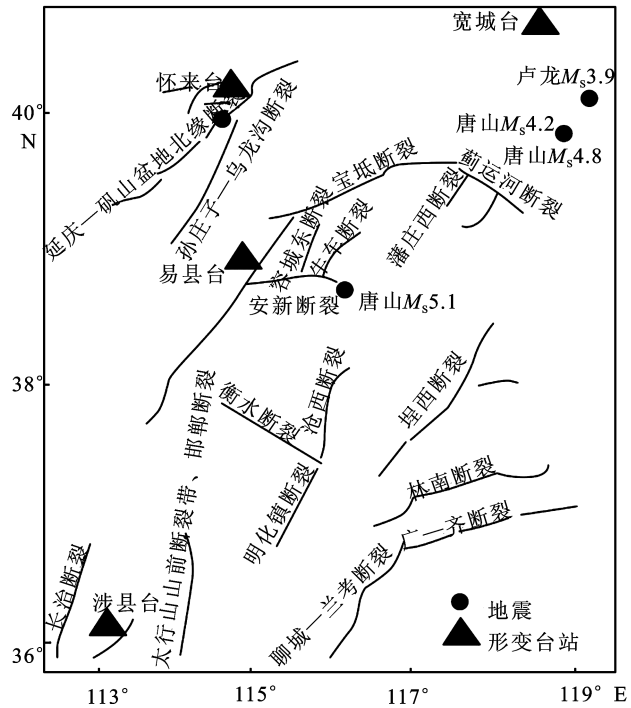 宽城台
怀来台
卢龙Ms3.9
40°
N
唐山Ms4.2
唐山Ms4.8
延庆—矾山盆地北缘断裂
孙庄子—乌龙沟断裂
宝坻断裂
蓟运河断裂
藩庄西断裂
容城东断裂
牛东断裂
易县台
安新断裂
唐山Ms5.1
38°
衡水断裂
沧西断裂
埕西断裂
太行山山前断裂带、邯郸断裂
明化镇断裂
林南断裂
广—齐断裂
聊城—兰考断裂
长治断裂
涉县台
地震
形变台站
36°
113°
115°
117°
119°
E